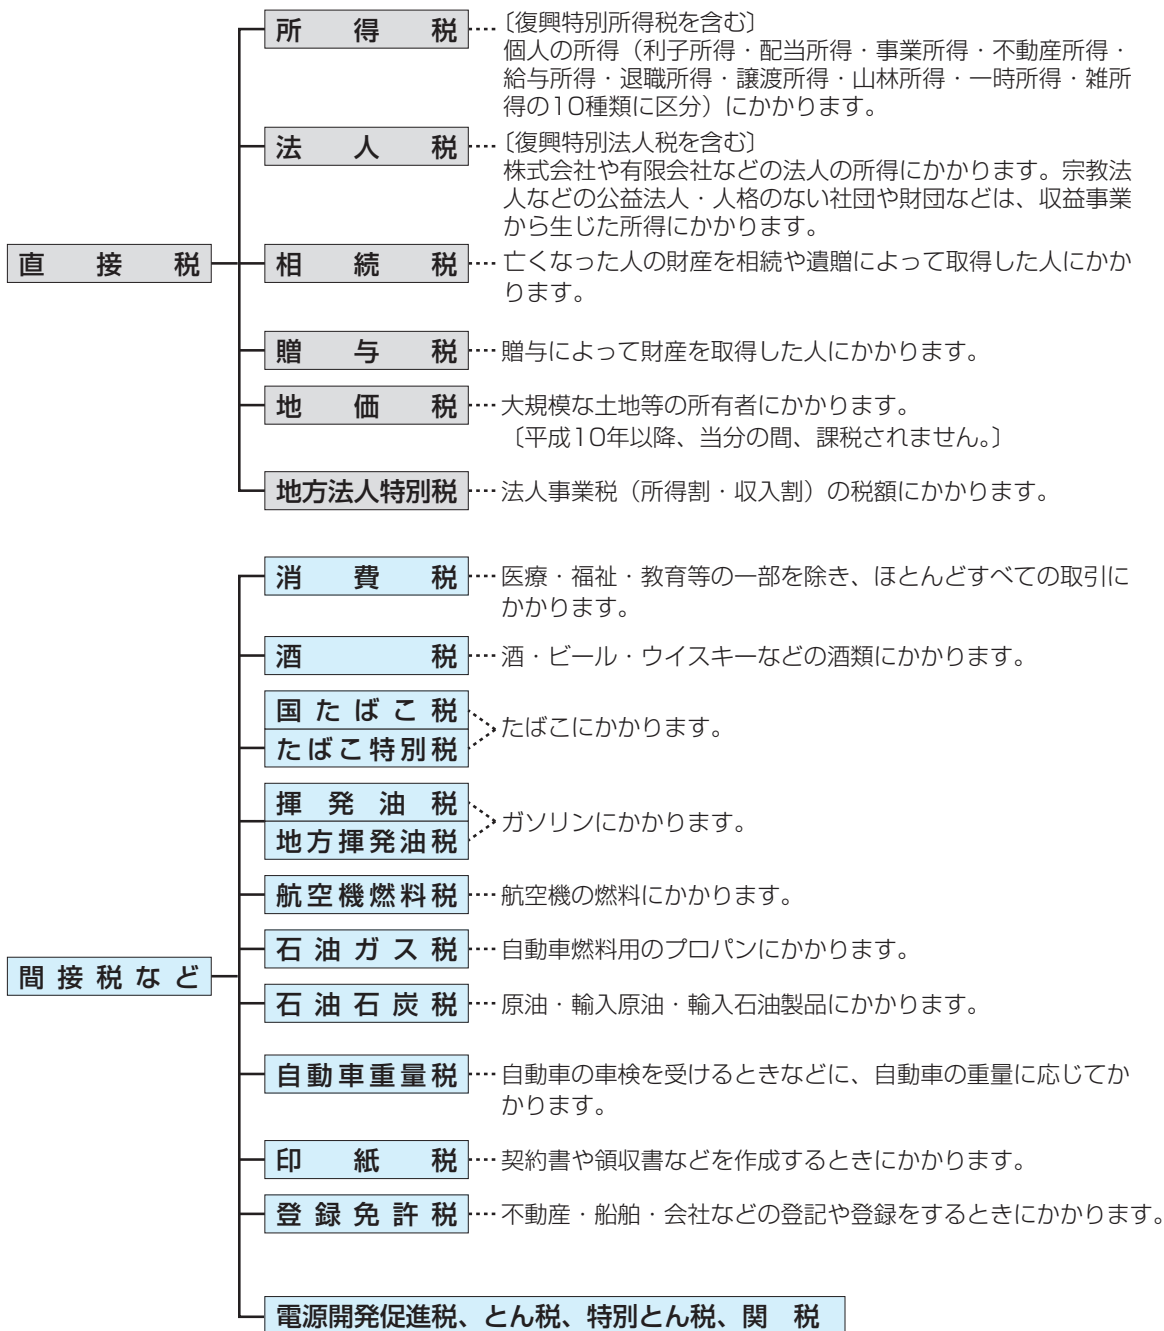 所得税
〔復興特別所得税を含む〕
個人の所得（利子所得・配当所得・事業所得・不動産所得・
給与所得・退職所得・譲渡所得・山林所得・一時所得・雑所
得の10種類に区分）にかかります。
法人税
〔復興特別法人税を含む〕
株式会社や有限会社などの法人の所得にかかります。宗教法
人などの公益法人・人格のない社団や財団などは、収益事業
から生じた所得にかかります。
直接税
相続税
亡くなった人の財産を相続や遺贈によって取得した人にかか
ります。
贈与税
贈与によって財産を取得した人にかかります。
地価税
大規模な土地等の所有者にかかります。
〔平成10年以降、当分の間、課税されません。〕
地方法人特別税
法人事業税（所得割・収入割）の税額にかかります。
消費税
医療・福祉・教育等の一部を除き、ほとんどすべての取引に
かかります。
酒税
酒・ビール・ウイスキーなどの酒類にかかります。
国たばこ税
たばこ特別税
たばこにかかります。
揮発油税
地方揮発油税
ガソリンにかかります。
航空機燃料税
航空機の燃料にかかります。
石油ガス税
自動車燃料用のプロパンにかかります。
間接税など
石油石炭税
原油・輸入原油・輸入石油製品にかかります。
自動車重量税
自動車の車検を受けるときなどに、自動車の重量に応じてか
かります。
印紙税
契約書や領収書などを作成するときにかかります。
登録免許税
不動産・船舶・会社などの登記や登録をするときにかかります。
電源開発促進税、とん税、特別とん税、関　税